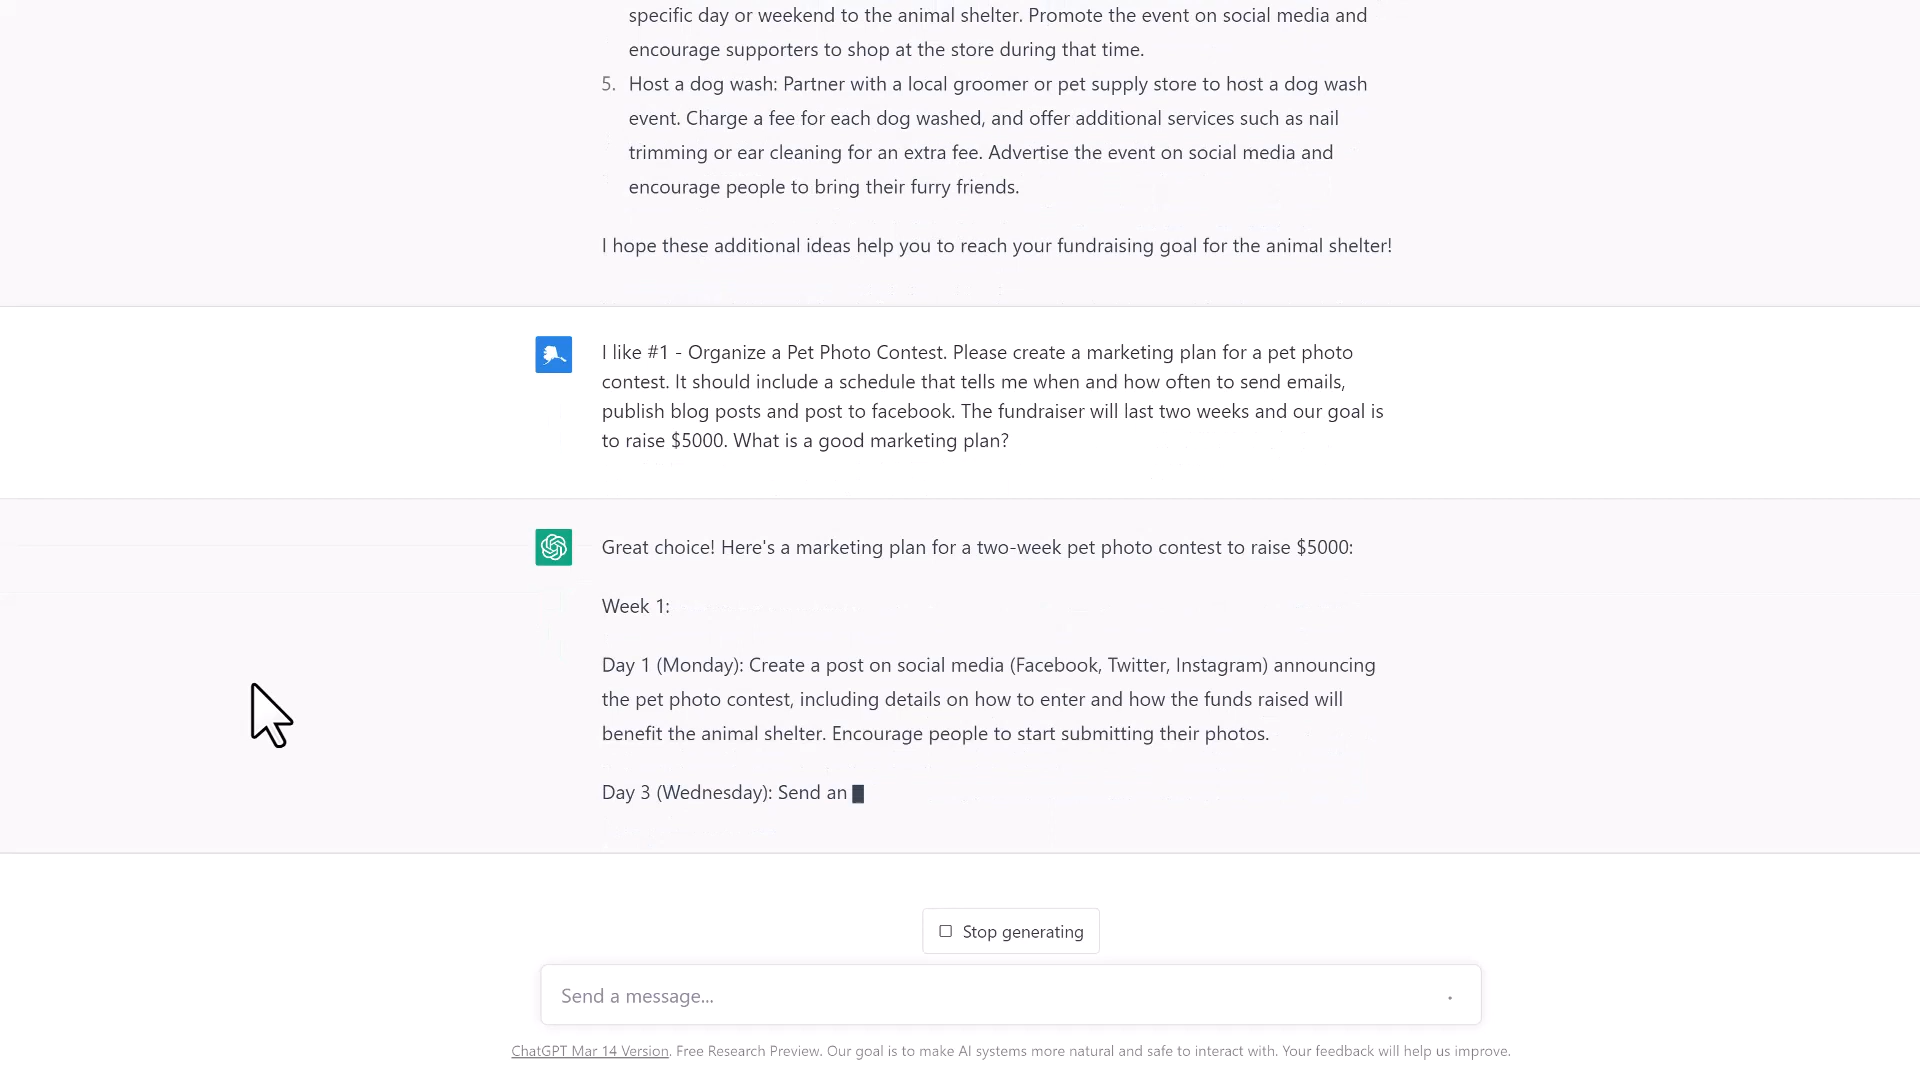 specific day or weekend to the animal shelter. Promote the event on social media and
encourage supporters to shop at the store during that time.
5. Host a dog wash: Partner with a local groomer or pet supply store to host a dog wash
event. Charge a fee for each dog washed, and offer additional services such as nail
trimming or ear cleaning for an extra fee. Advertise the event on social media and
encourage people to bring their furry friends.
I hope these additional ideas help you to reach your fundraising goal for the animal shelter!
I like #1 - Organize a Pet Photo Contest. Please create a marketing plan for a pet photo
contest. It should include a schedule that tells me when and how often to send emails,
publish blog posts and post to facebook. The fundraiser will last two weeks and our goal is
to raise $5000. What is a good marketing plan?
Great choice! Here's a marketing plan for a two-week pet photo contest to raise $5000:
Week 1:
Day 1 (Monday): Create a post on social media (Facebook, Twitter, Instagram) announcing
the pet photo contest, including details on how to enter and how the funds raised will
benefit the animal shelter. Encourage people to start submitting their photos.
Day 3 (Wednesday): Send an
Stop generating
Send a message...
ChatGPT Mar 14 Version. Free Research Preview. Our goal is to make AI systems more natural and safe to interact with. Your feedback will help us improve.